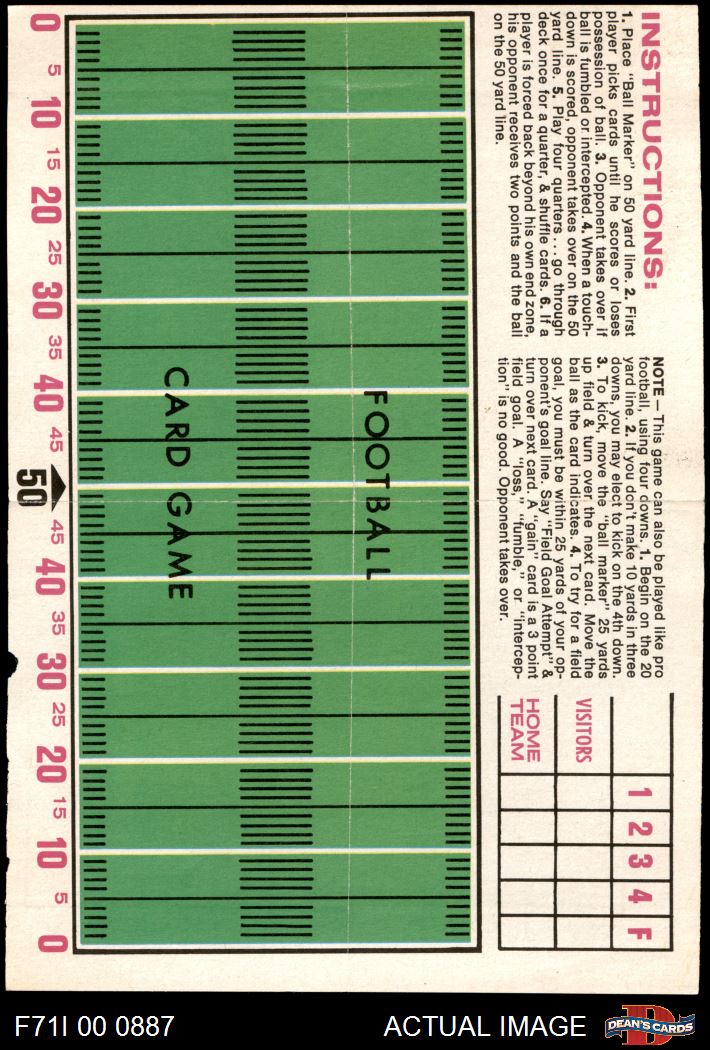 INSTRUCTIONS:
1. Place "Ball Marker" on 50 yard line. 2. First
player picks cards until he scores or loses
possession of ball. 3. Opponent takes over if
ball is fumbled or intercepted. 4. When a touch-
down is scored, opponent takes over on the 50
yard line. 5. Play four quarters... go through
deck once for a quarter, & shuffle cards. 6. If a
player is forced back beyond his own end zone,
his opponent receives two points and the ball
on the 50 yard line.
NOTE — This game can also be played like pro
football, using four downs. 1. Begin on the 20
yard line. 2. If you don't make 10 yards in three
downs, you may elect to kick on the 4th down.
3. To kick, move the "ball marker" 25 yards
up field & turn over the next card. Move the
ball as the card indicates. 4. To try for a field
goal, you must be within 25 yards of your op-
ponent's goal line. Say "Field Goal Attempt" &
turn over next card. A "gain" card is a 3 point
field goal. A "loss," "fumble," or "intercep-
tion" is no good. Opponent takes over.
1 2 3 4 F
VISITORS
HOME
TEAM
FOOTBALL
CARD GAME
0 5 10 15 20 25 30 35 40 45 50 45 40 35 30 25 20 15 10 5 0
F71I 00 0887
ACTUAL IMAGE
D
DEAN'S CARDS